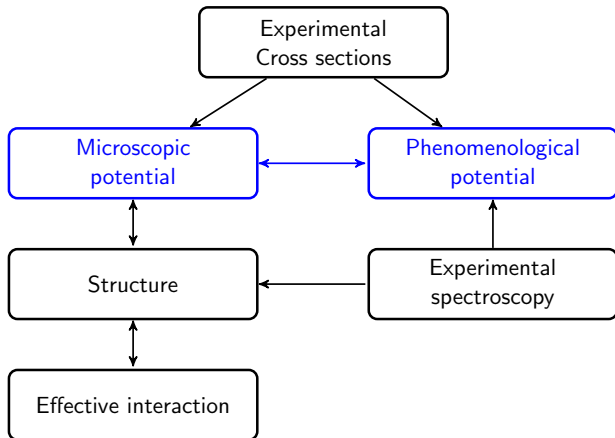 Experimental
Cross sections
Microscopic
potential
Phenomenological
potential
Structure
Experimental
spectroscopy
Effective interaction